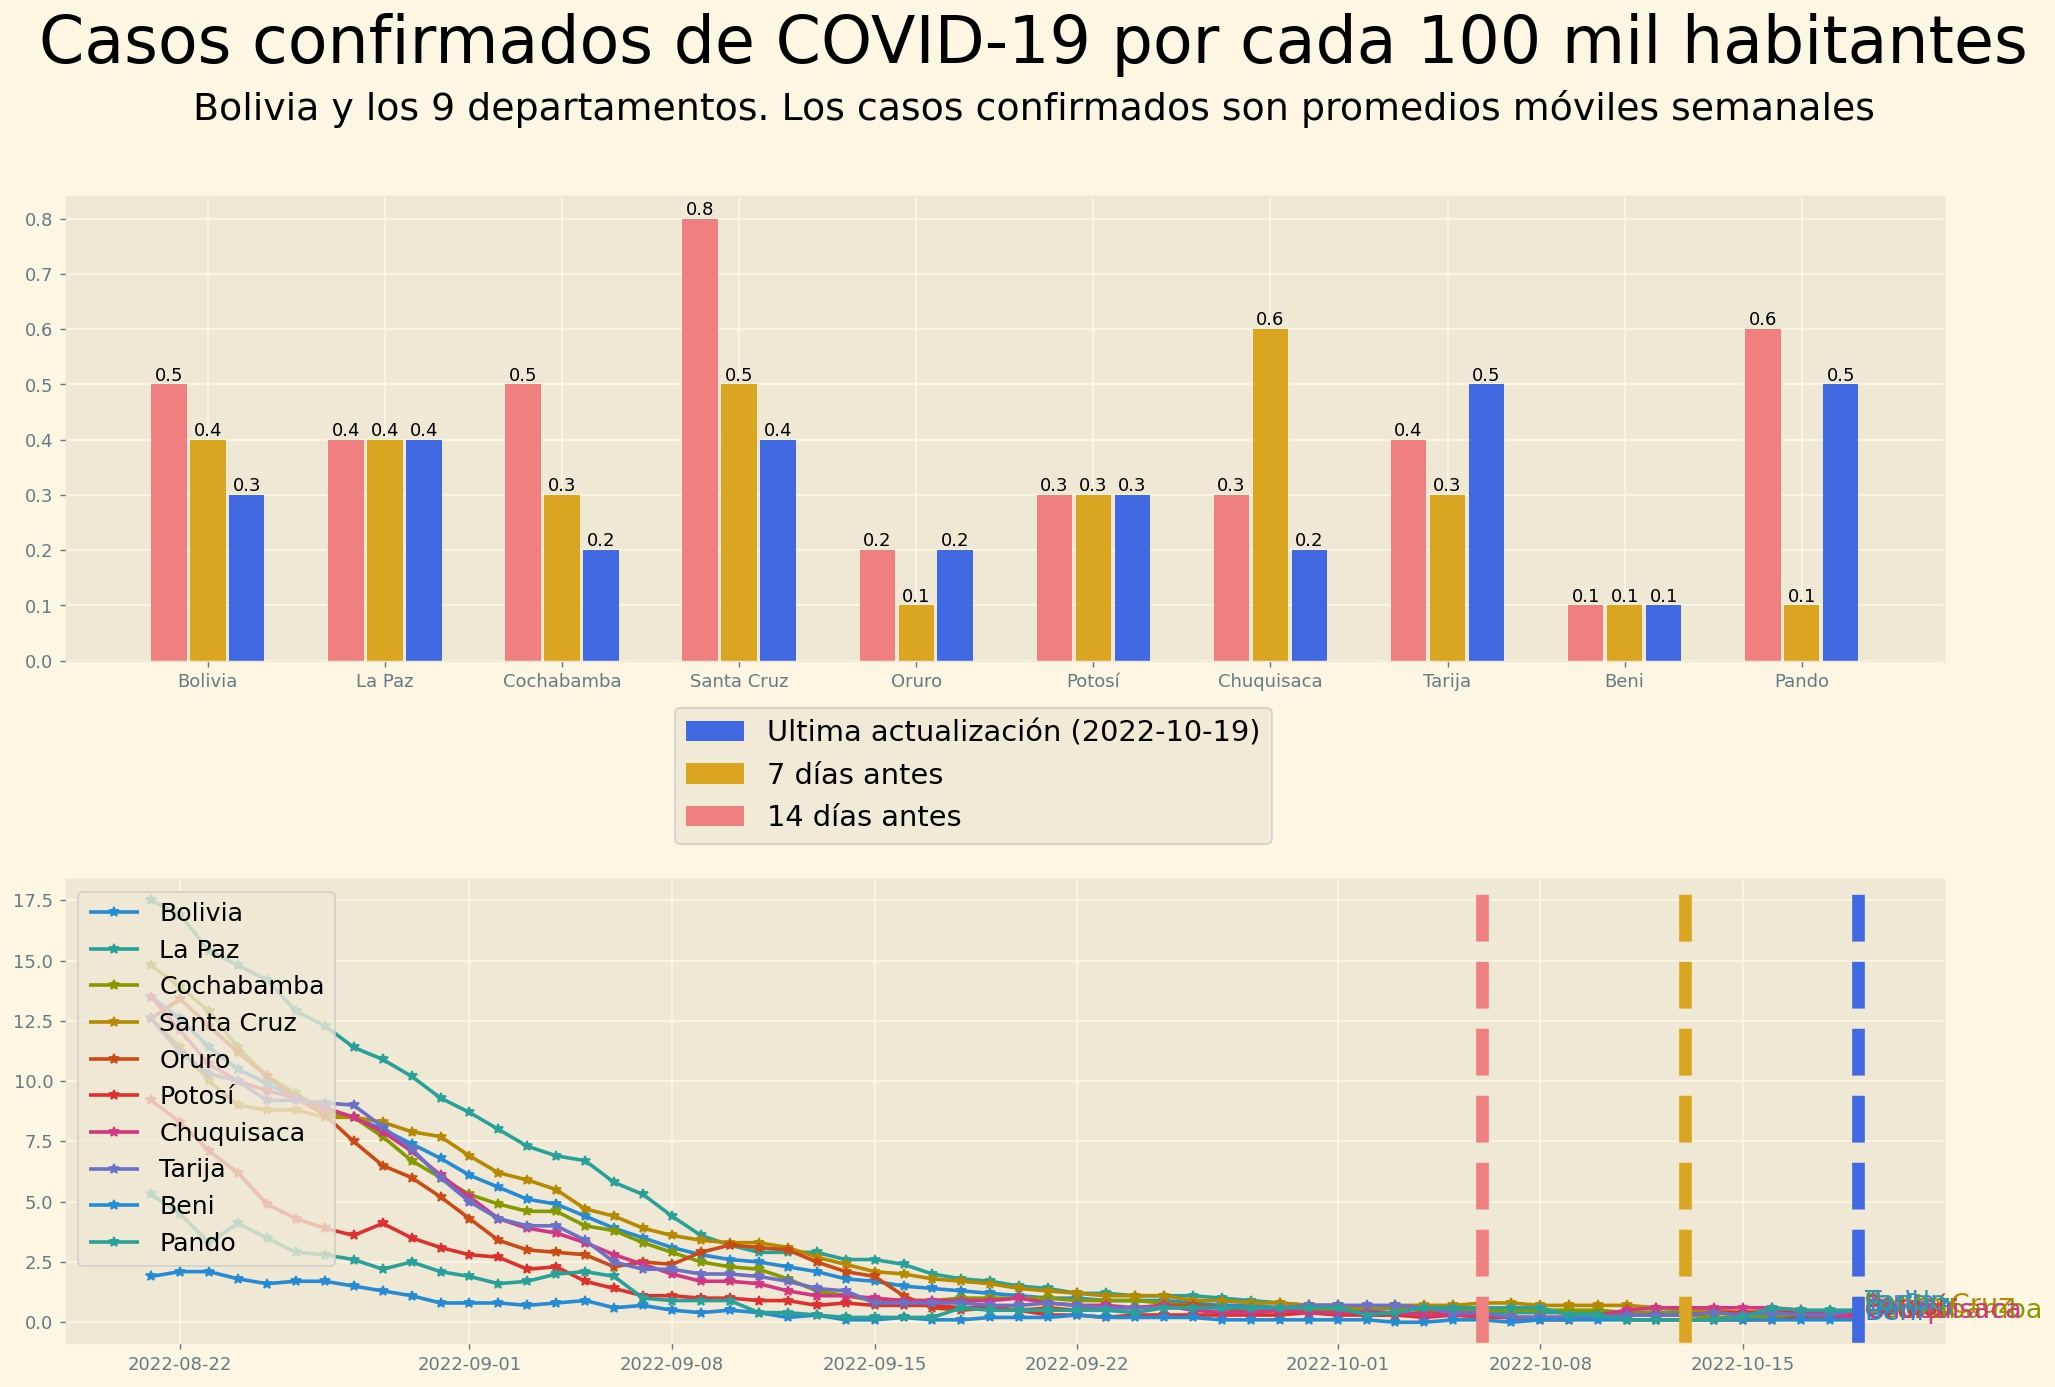 Casos confirmados de COVID-19 por cada 100 mil habitantes
Bolivia y los 9 departamentos. Los casos confirmados son promedios móviles semanales
0.8
0.7
0.6
0.5
0.4
0.3
0.2
0.1
0.0
0.5 0.4 0.3
0.4 0.4 0.4
0.5 0.3 0.2
0.8 0.5 0.4
0.2 0.1 0.2
0.3 0.3 0.3
0.3 0.6 0.2
0.4 0.3 0.5
0.1 0.1 0.1
0.6 0.1 0.5
Bolivia La Paz Cochabamba Santa Cruz Oruro Potosí Chuquisaca Tarija Beni Pando
Ultima actualización (2022-10-19)
7 días antes
14 días antes
17.5
15.0
12.5
10.0
7.5
5.0
2.5
0.0
Bolivia
La Paz
Cochabamba
Santa Cruz
Oruro
Potosí
Chuquisaca
Tarija
Beni
Pando
2022-08-22 2022-09-01 2022-09-08 2022-09-15 2022-09-22 2022-10-01 2022-10-08 2022-10-15